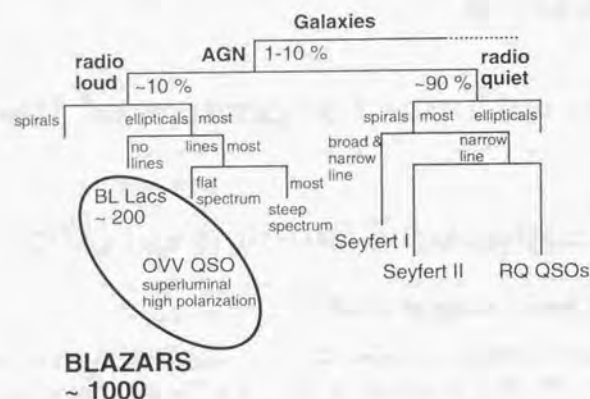 Galaxies
AGN 1-10 %
radio loud ~10 %
~90 % radio quiet
spirals ellipticals most
spirals most ellipticals
no lines
lines most
broad & narrow line
narrow line
flat spectrum
most steep spectrum
BL Lacs
~ 200
Seyfert I
OVV QSO
superluminal
high polarization
Seyfert II RQ QSOs
BLAZARS
~ 1000